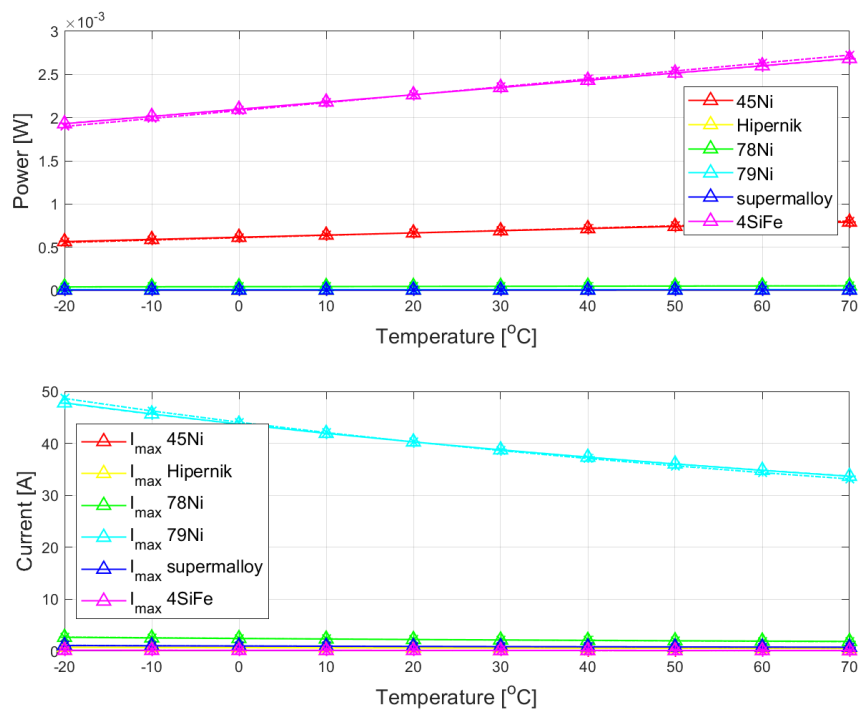 ×10⁻³
3
2.5
2
1.5
1
0.5
0
Power [W]
-20 -10 0 10 20 30 40 50 60 70
Temperature [°C]
45Ni
Hipernik
78Ni
79Ni
supermalloy
4SiFe
50
40
30
20
10
0
Current [A]
-20 -10 0 10 20 30 40 50 60 70
Temperature [°C]
I_max 45Ni
I_max Hipernik
I_max 78Ni
I_max 79Ni
I_max supermalloy
I_max 4SiFe